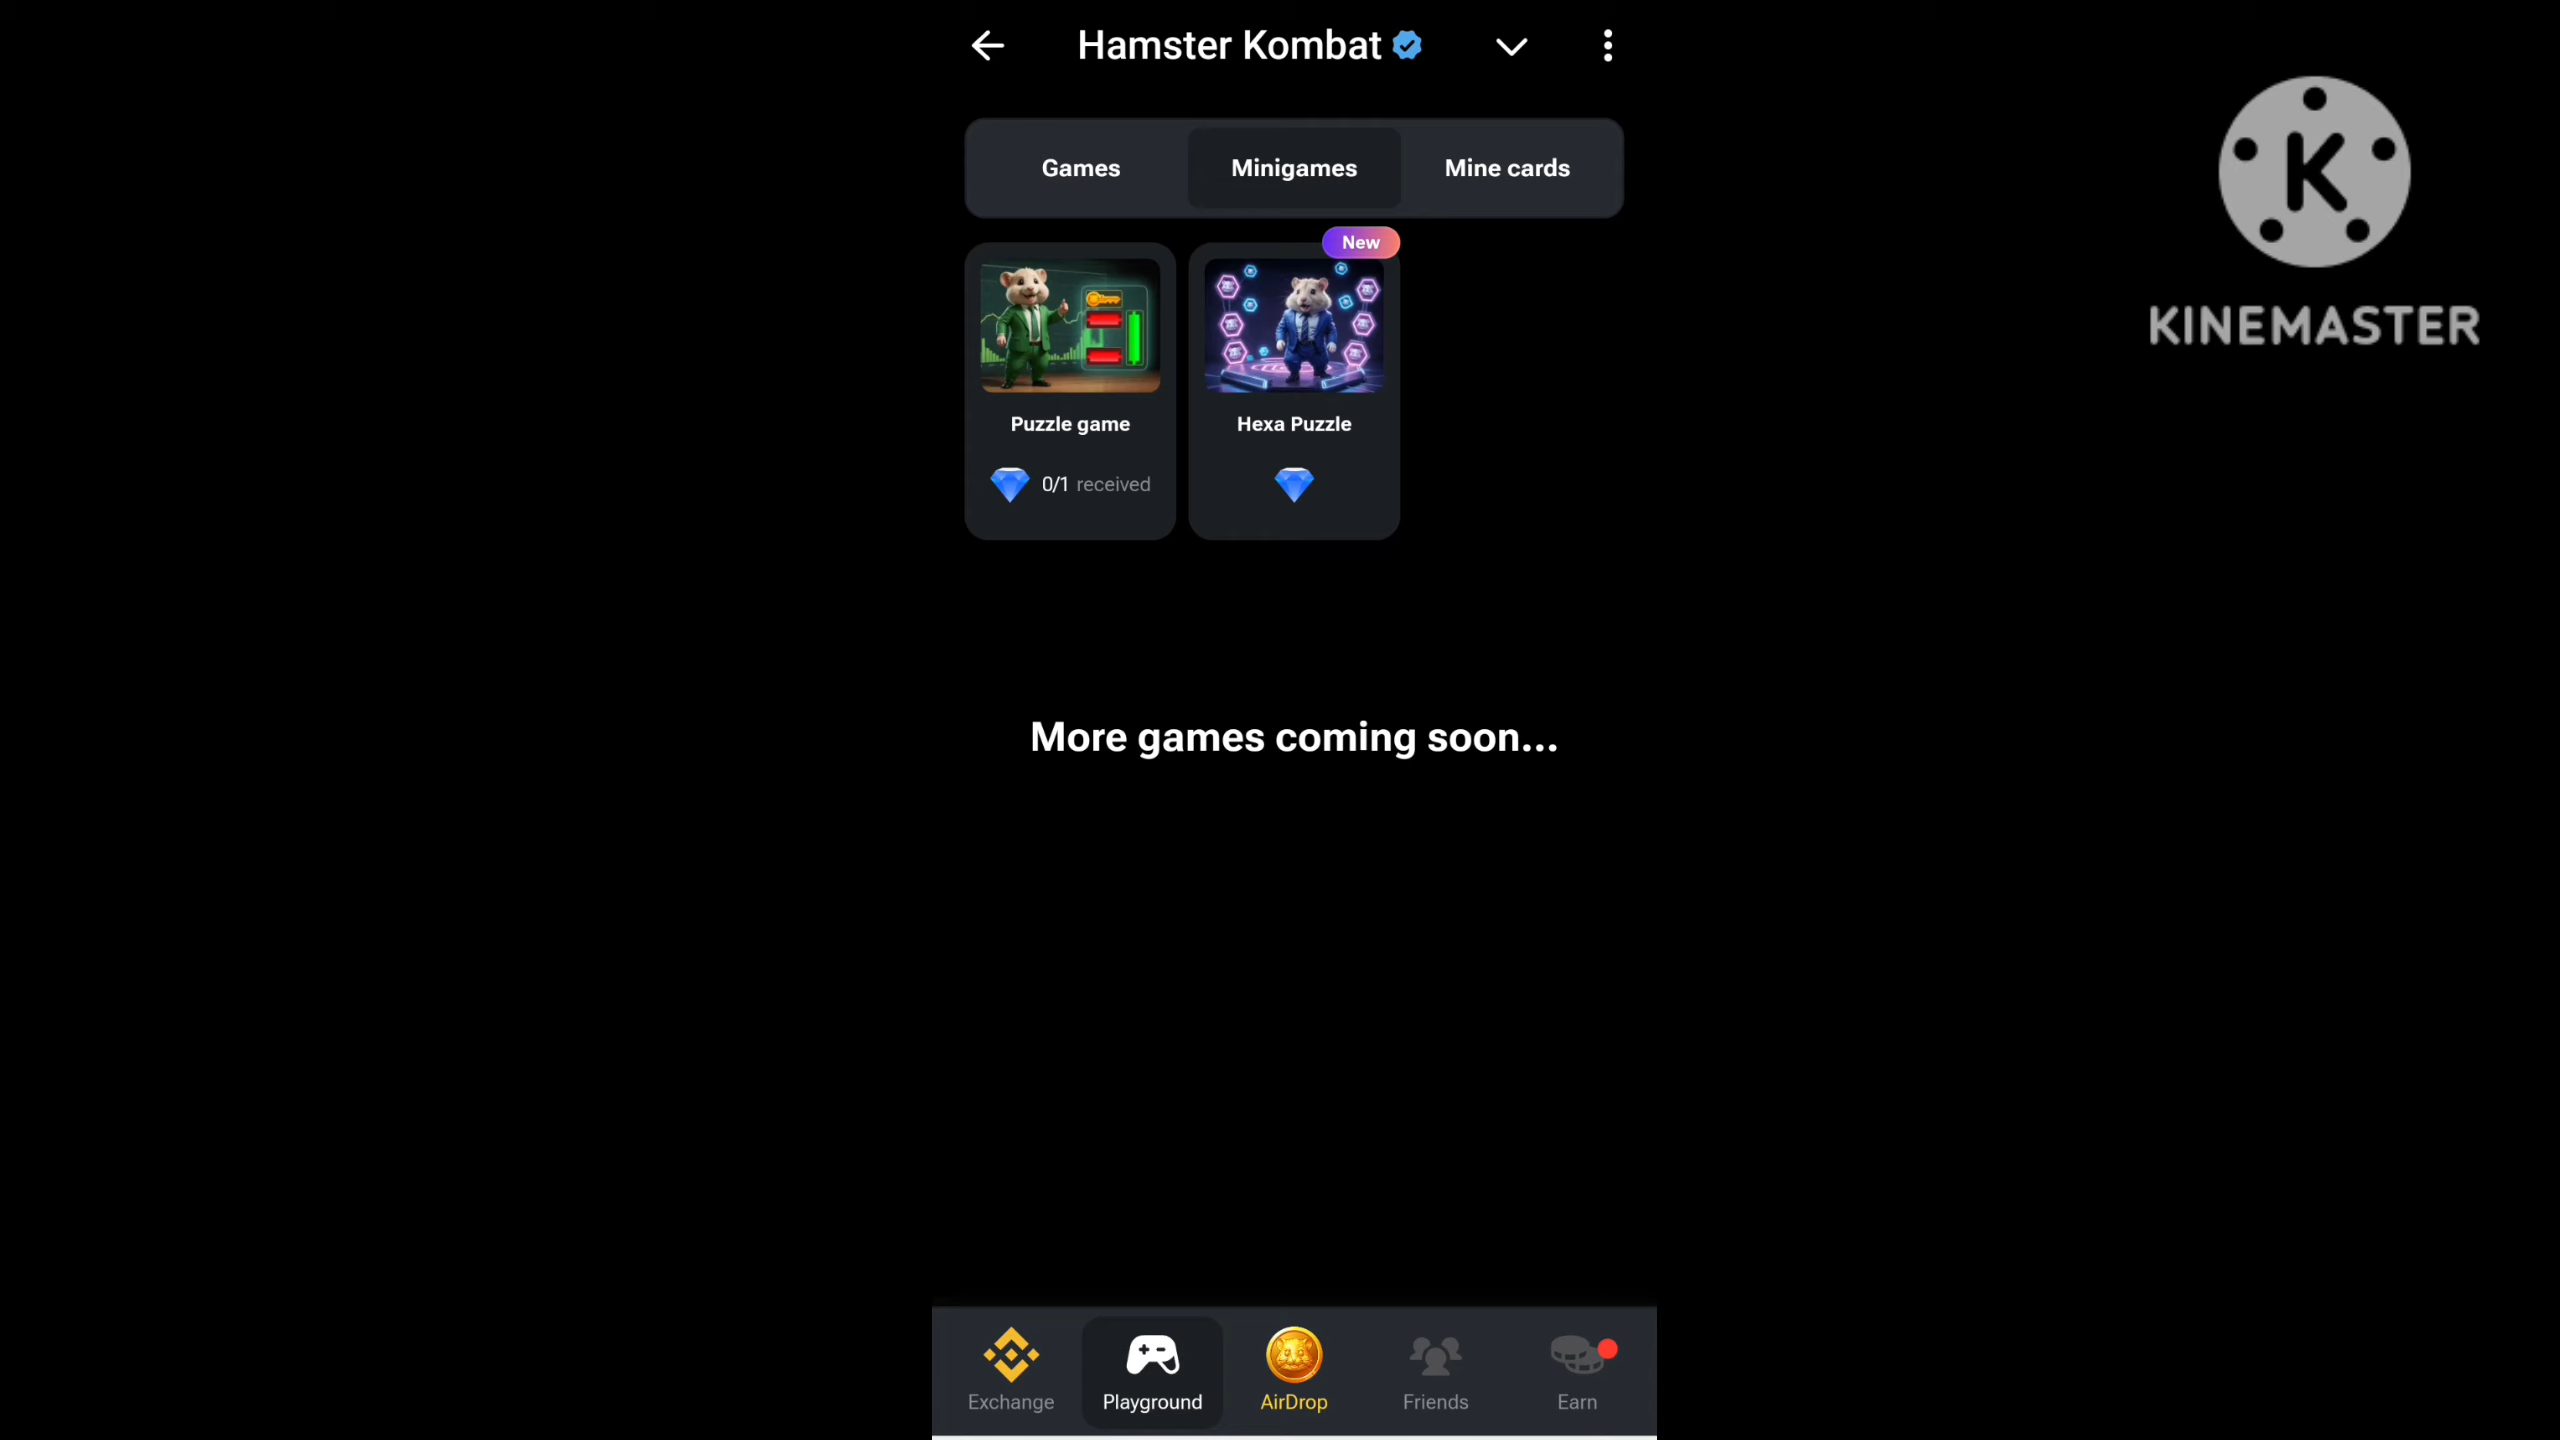 Hamster Kombat
Games Minigames Mine cards
New
Puzzle game Hexa Puzzle
0/1 received
More games coming soon...
Exchange Playground AirDrop Friends Earn
K
KINEMASTER